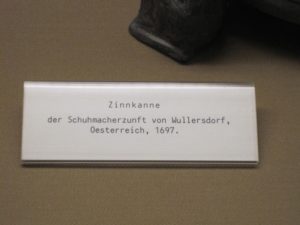 Zinnkanne
der Schuhmacherzunft von Wullersdorf,
Oesterreich, 1697.